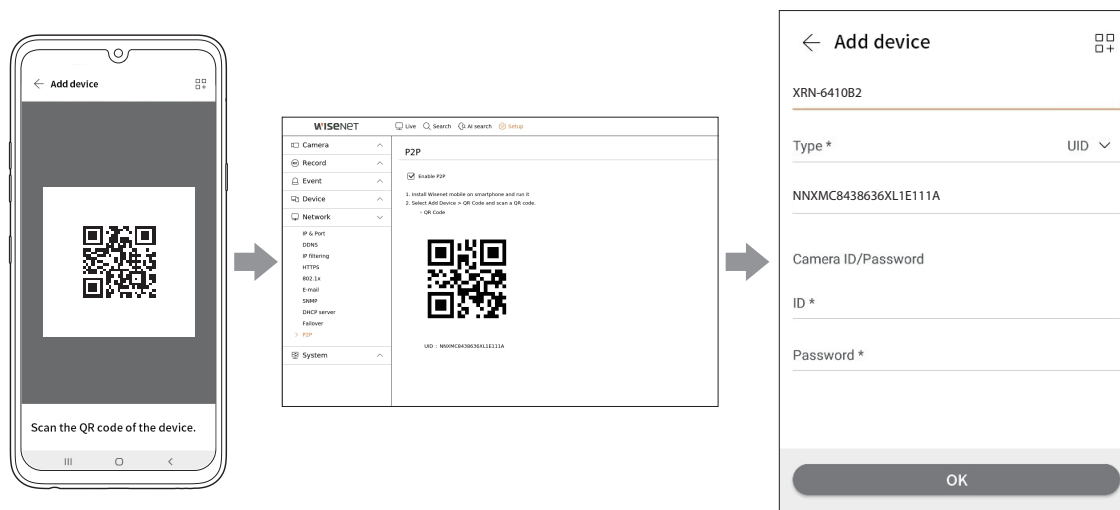 Add device
Scan the QR code of the device.
WISENET
Live Search AI search Setup
Camera
Record
Event
Device
Network
IP & Port
DDNS
IP filtering
HTTPS
802.1x
E-mail
SNMP
DHCP server
Failover
P2P
System
P2P
Enable P2P
1. Install Wisenet mobile on smartphone and run it
2. Select Add Device > QR Code and scan a QR code.
- QR Code
UID : NNXMC8438636XL1E111A
Add device
XRN-6410B2
Type * UID
NNXMC8438636XL1E111A
Camera ID/Password
ID *
Password *
OK